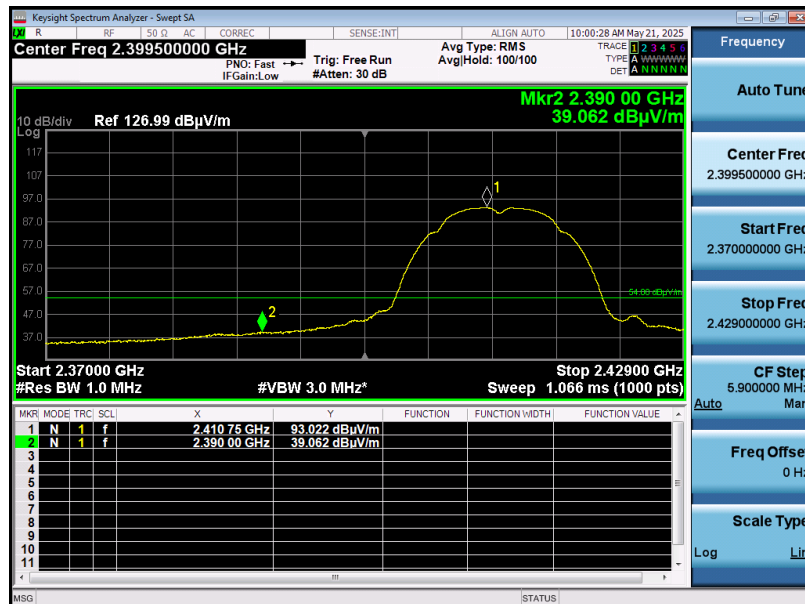 Keysight Spectrum Analyzer - Swept SA
R RF 50 Ω AC CORREC SENSE:INT ALIGN AUTO 10:00:28 AM May 21, 2025
Center Freq 2.399500000 GHz
PNO: Fast
IFGain:Low
Trig: Free Run
#Atten: 30 dB
Avg Type: RMS
Avg|Hold: 100/100
TRACE 1 2 3 4 5 6
TYPE A W W W W W
DET A N N N N N
Mkr2 2.390 00 GHz
39.062 dBµV/m
10 dB/div Ref 126.99 dBµV/m
Log
117
107
97.0
87.0
77.0
67.0
57.0
47.0
37.0
1
2
54.00 dBµV/m
Start 2.37000 GHz Stop 2.42900 GHz
#Res BW 1.0 MHz #VBW 3.0 MHz* Sweep 1.066 ms (1000 pts)
MKR MODE TRC SCL X Y FUNCTION FUNCTION WIDTH FUNCTION VALUE
1 N 1 f 2.410 75 GHz 93.022 dBµV/m
2 N 1 f 2.390 00 GHz 39.062 dBµV/m
3
4
5
6
7
8
9
10
11
MSG STATUS
Frequency
Auto Tune
Center Freq
2.399500000 GHz
Start Freq
2.370000000 GHz
Stop Freq
2.429000000 GHz
CF Step
5.900000 MHz
Auto Man
Freq Offset
0 Hz
Scale Type
Log Lin